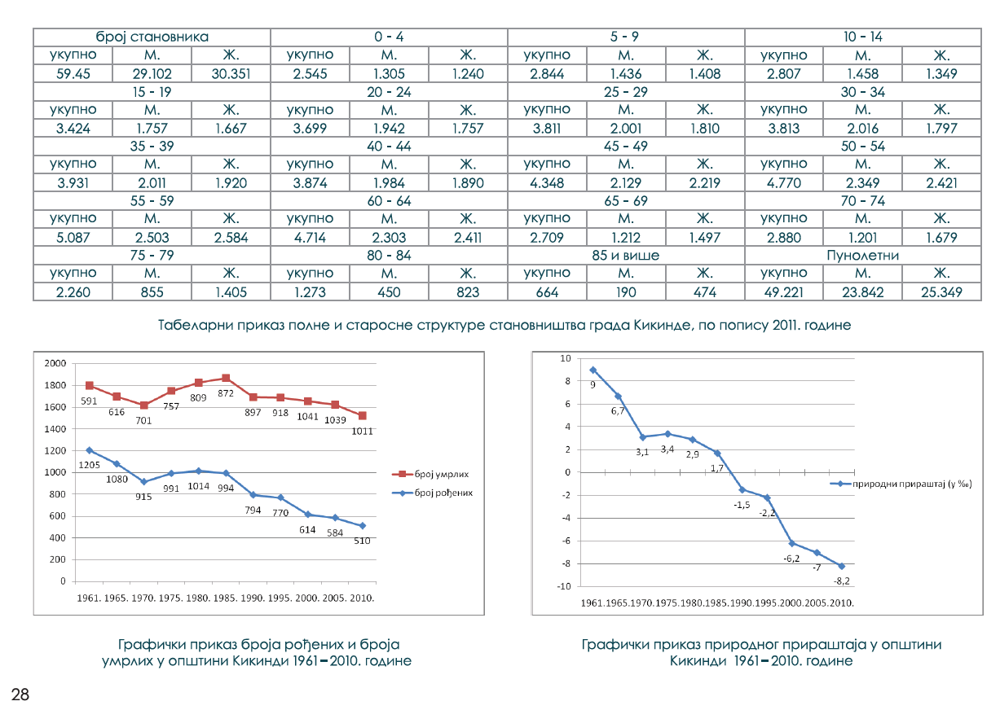 број становника 0 - 4 5 - 9 10 - 14
укупно М. Ж. укупно М. Ж. укупно М. Ж. укупно М. Ж.
59.45 29.102 30.351 2.545 1.305 1.240 2.844 1.436 1.408 2.807 1.458 1.349
15 - 19 20 - 24 25 - 29 30 - 34
укупно М. Ж. укупно М. Ж. укупно М. Ж. укупно М. Ж.
3.424 1.757 1.667 3.699 1.942 1.757 3.811 2.001 1.810 3.813 2.016 1.797
35 - 39 40 - 44 45 - 49 50 - 54
укупно М. Ж. укупно М. Ж. укупно М. Ж. укупно М. Ж.
3.931 2.011 1.920 3.874 1.984 1.890 4.348 2.129 2.219 4.770 2.349 2.421
55 - 59 60 - 64 65 - 69 70 - 74
укупно М. Ж. укупно М. Ж. укупно М. Ж. укупно М. Ж.
5.087 2.503 2.584 4.714 2.303 2.411 2.709 1.212 1.497 2.880 1.201 1.679
75 - 79 80 - 84 85 и више Пунолетни
укупно М. Ж. укупно М. Ж. укупно М. Ж. укупно М. Ж.
2.260 855 1.405 1.273 450 823 664 190 474 49.221 23.842 25.349
Табеларни приказ полне и старосне структуре становништва града Кикинде, по попису 2011. године
2000
1800
1600
1400
1200
1000
800
600
400
200
0
591 616 701 757 809 872 897 918 1041 1039 1011
1205 1080 915 991 1014 994 794 770 614 584 510
број умрлих
број рођених
1961. 1965. 1970. 1975. 1980. 1985. 1990. 1995. 2000. 2005. 2010.
Графички приказ броја рођених и броја
умрлих у општини Кикинди 1961–2010. године
10
8
6
4
2
0
-2
-4
-6
-8
-10
9 6,7 3,1 3,4 2,9 1,7 -1,5 -2,2 -6,2 -7 -8,2
природни прираштај (у ‰)
1961.1965.1970.1975.1980.1985.1990.1995.2000.2005.2010.
Графички приказ природног прираштаја у општини
Кикинди 1961–2010. године
28